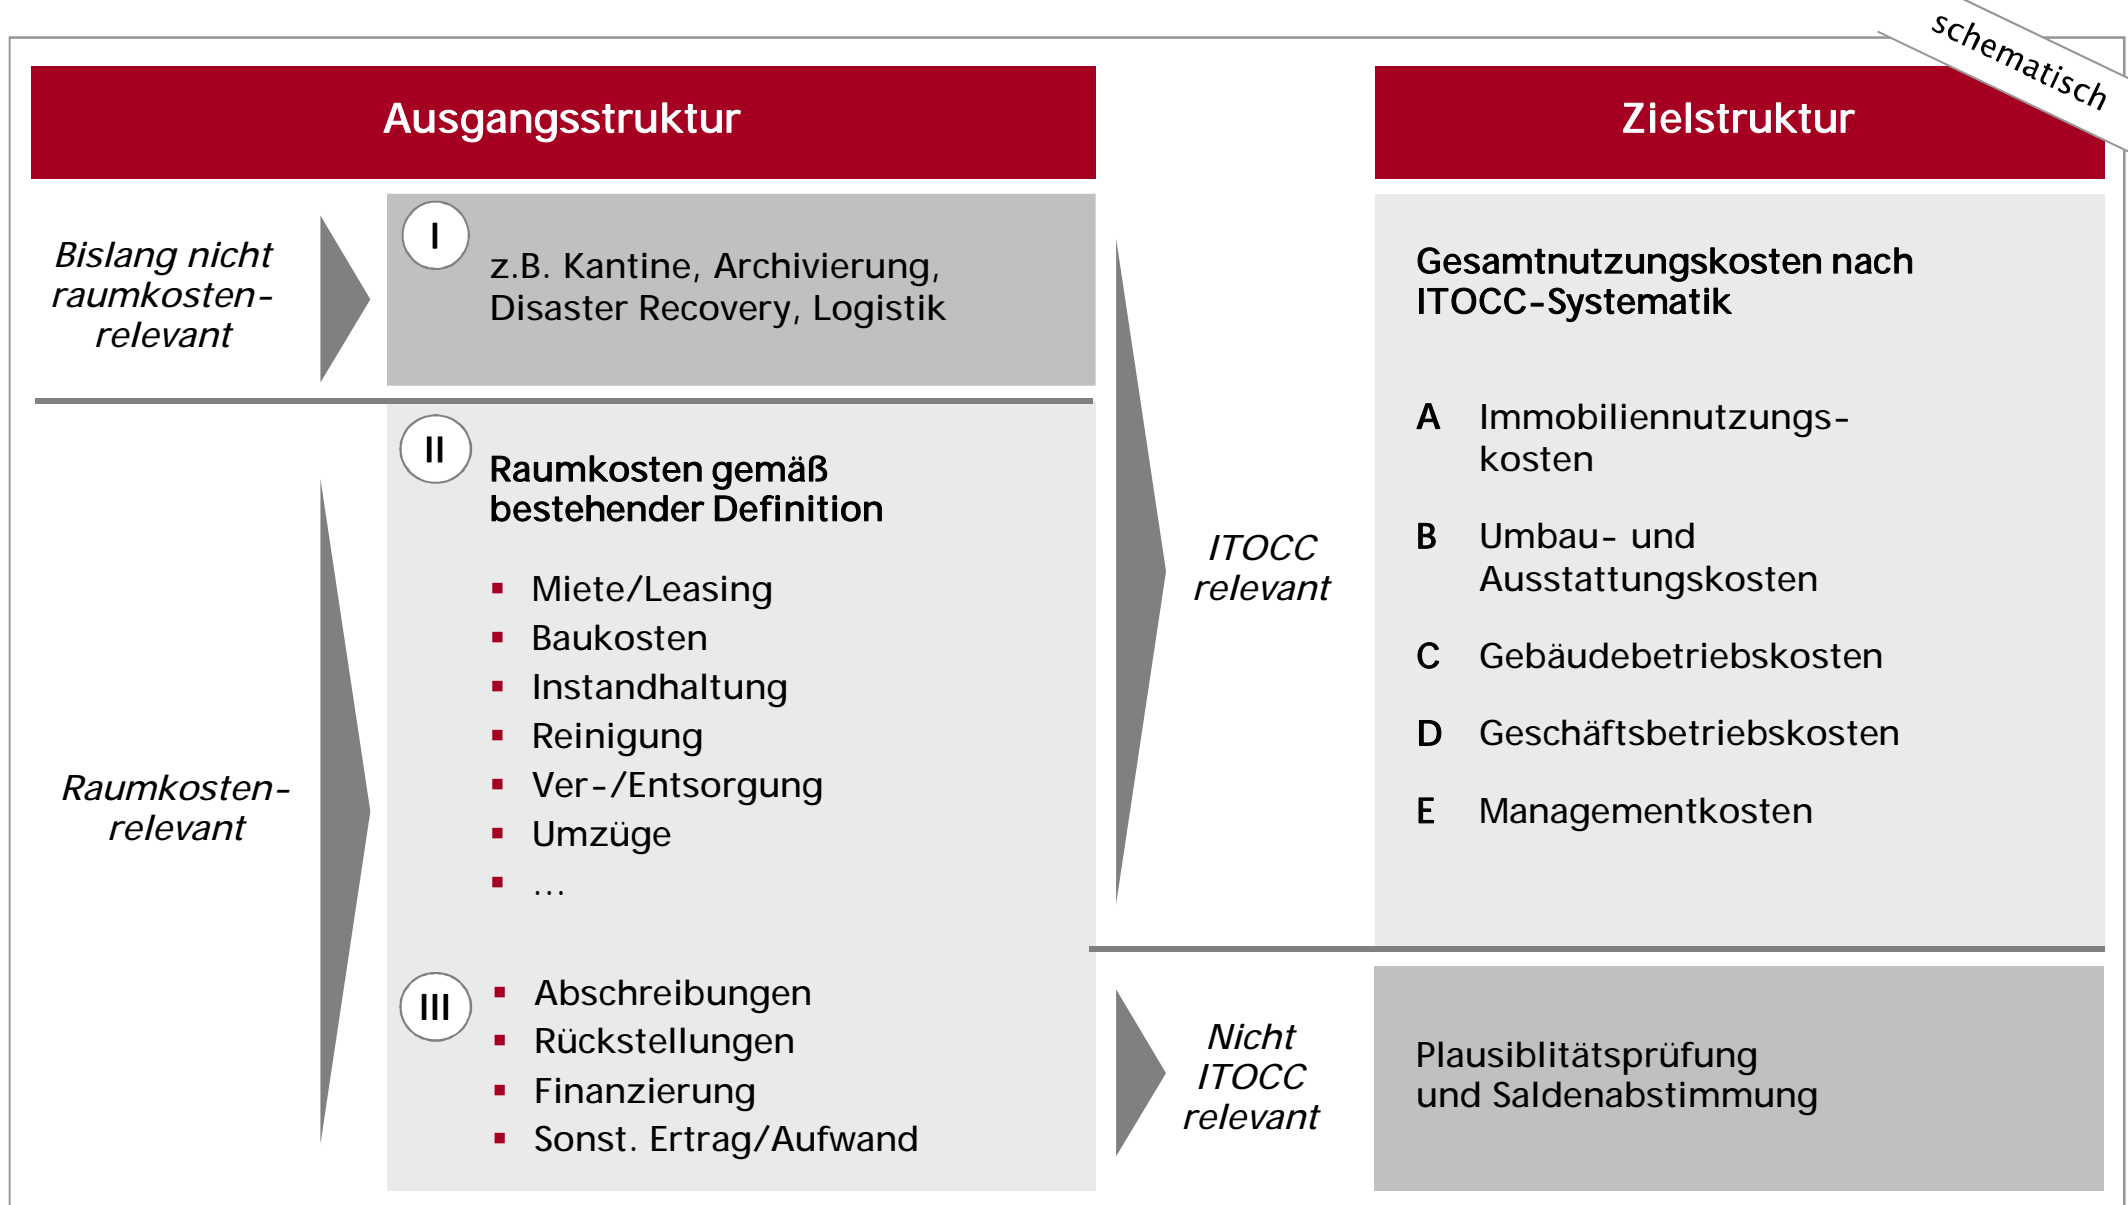 schematisch
Ausgangsstruktur
Zielstruktur
Bislang nicht
raumkosten-
relevant
I
z.B. Kantine, Archivierung,
Disaster Recovery, Logistik
Raumkosten-
relevant
II
Raumkosten gemäß
bestehender Definition
▪ Miete/Leasing
▪ Baukosten
▪ Instandhaltung
▪ Reinigung
▪ Ver-/Entsorgung
▪ Umzüge
▪ ...
III
▪ Abschreibungen
▪ Rückstellungen
▪ Finanzierung
▪ Sonst. Ertrag/Aufwand
ITOCC
relevant
Gesamtnutzungskosten nach
ITOCC-Systematik
A Immobiliennutzungs-
kosten
B Umbau- und
Ausstattungskosten
C Gebäudebetriebskosten
D Geschäftsbetriebskosten
E Managementkosten
Nicht
ITOCC
relevant
Plausiblitätsprüfung
und Saldenabstimmung